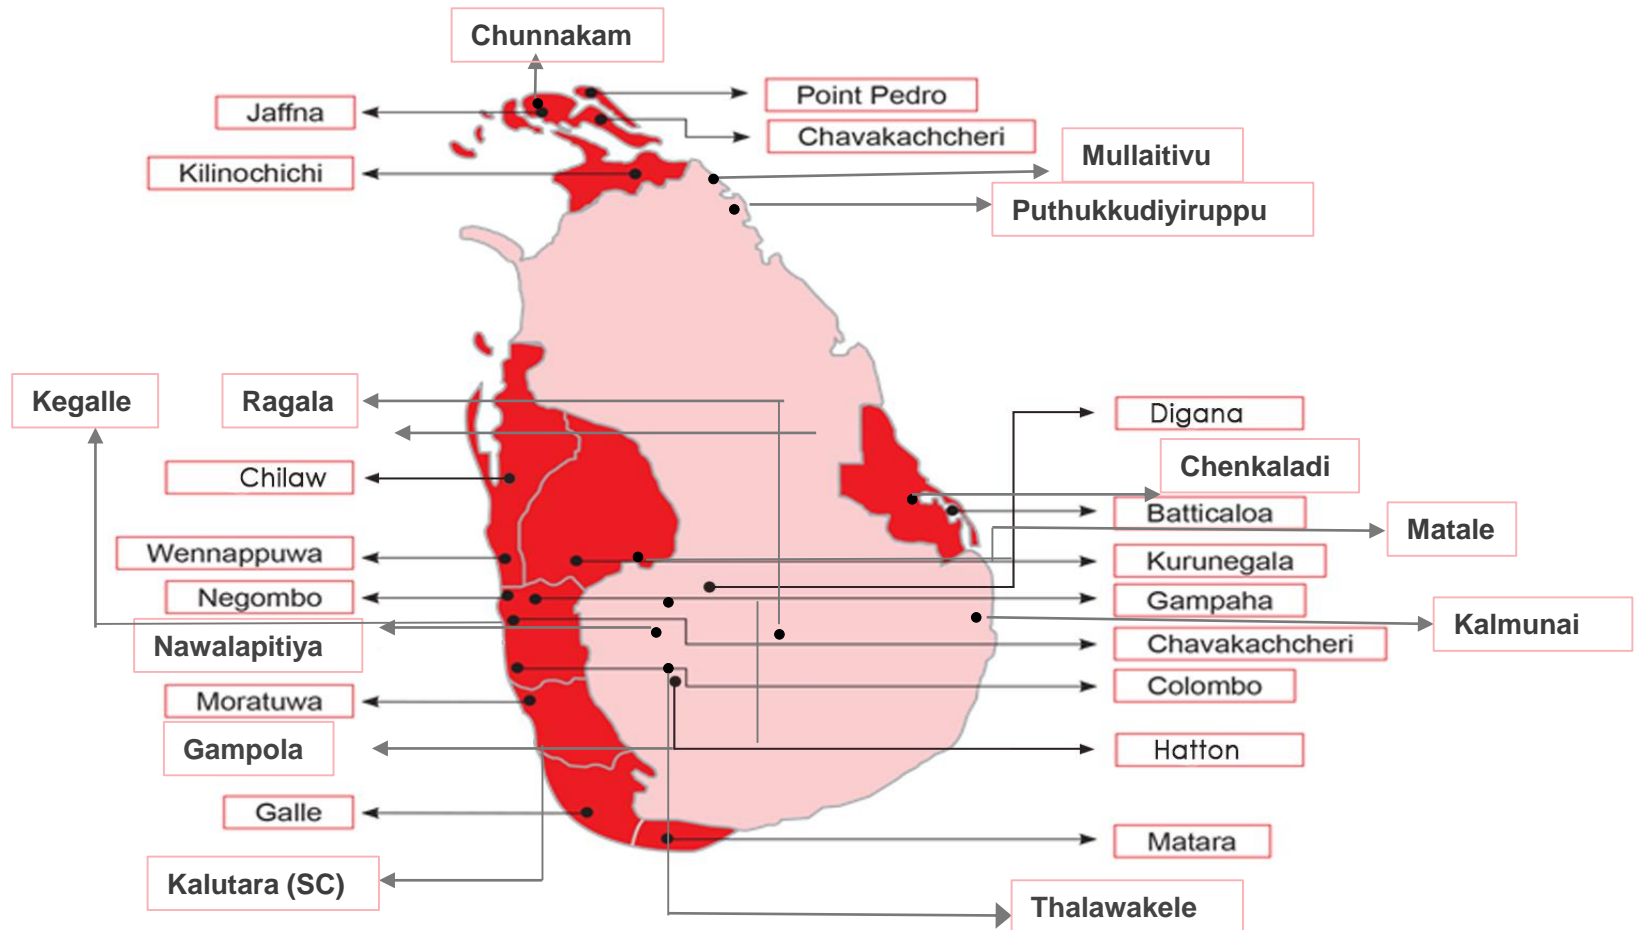 Chunnakam
Jaffna
Point Pedro
Chavakachcheri
Kilinochichi
Mullaitivu
Puthukkudiyiruppu
Kegalle
Ragala
Digana
Chilaw
Chenkaladi
Batticaloa
Matale
Wennappuwa
Kurunegala
Negombo
Gampaha
Kalmunai
Nawalapitiya
Chavakachcheri
Moratuwa
Colombo
Gampola
Hatton
Galle
Matara
Kalutara (SC)
Thalawakele